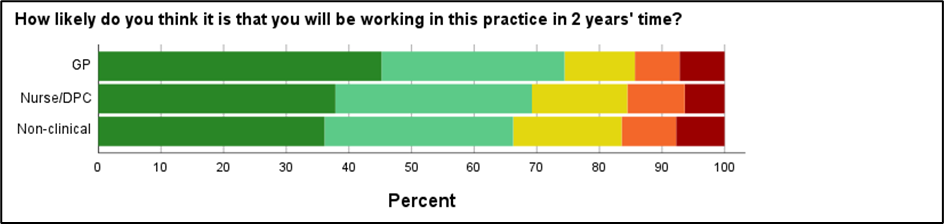 How likely do you think it is that you will be working in this practice in 2 years' time?
GP
Nurse/DPC
Non-clinical
0 10 20 30 40 50 60 70 80 90 100
Percent